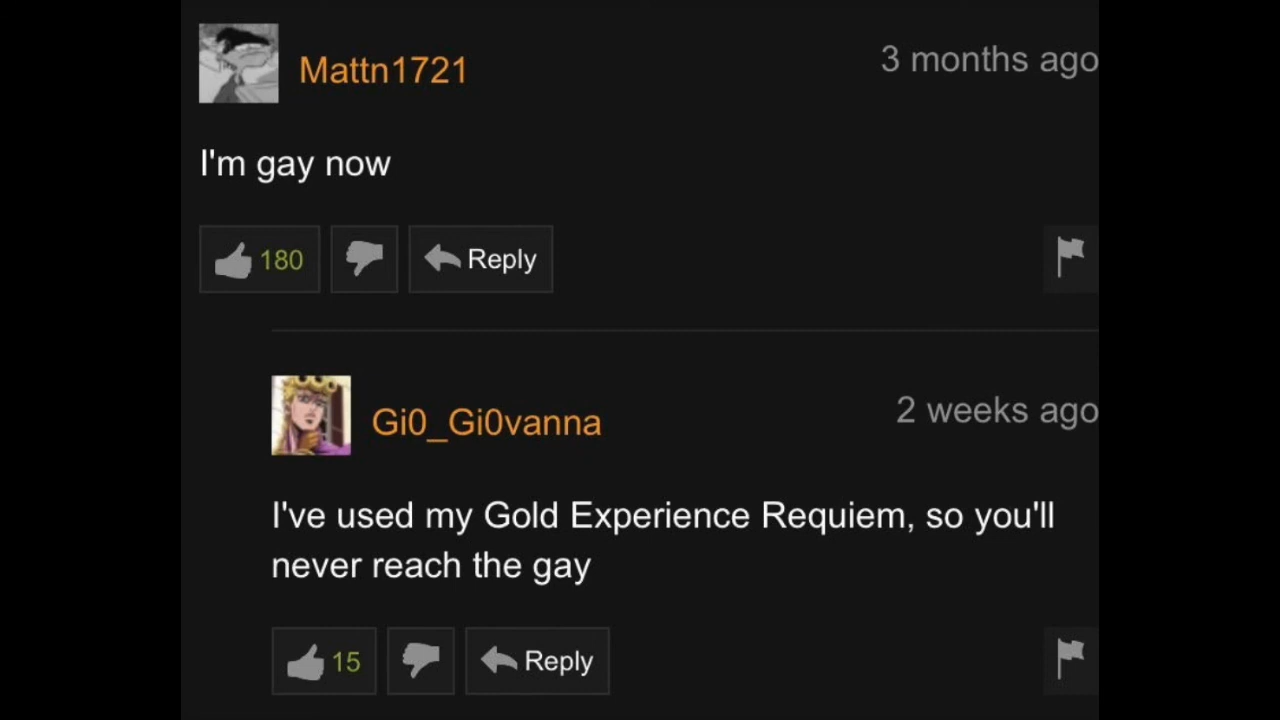 Mattn1721
3 months ago
I'm gay now
180
Reply
Gi0_Gi0vanna
2 weeks ago
I've used my Gold Experience Requiem, so you'll
never reach the gay
15
Reply